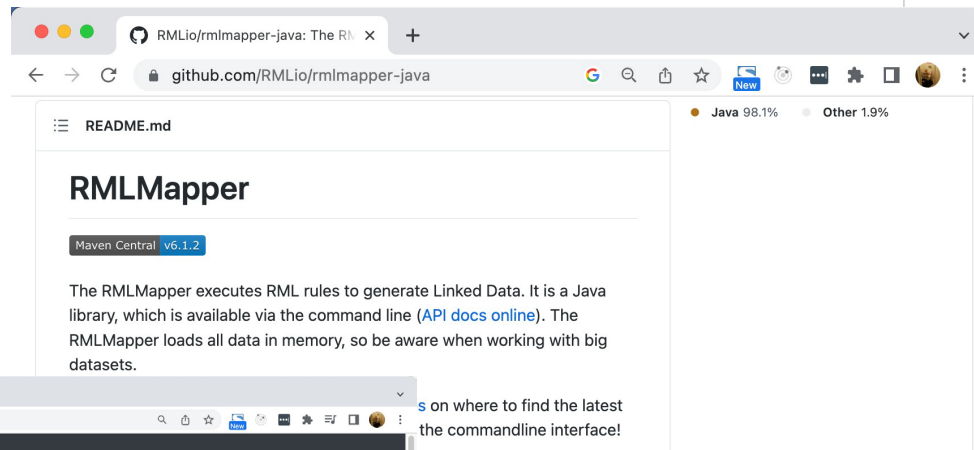 RMLio/rmlmapper-java: The RM
github.com/RMLio/rmlmapper-java
New
README.md
Java 98.1% Other 1.9%
RMLMapper
Maven Central v6.1.2
The RMLMapper executes RML rules to generate Linked Data. It is a Java
library, which is available via the command line (API docs online). The
RMLMapper loads all data in memory, so be aware when working with big
datasets.
s on where to find the latest
New
the commandline interface!